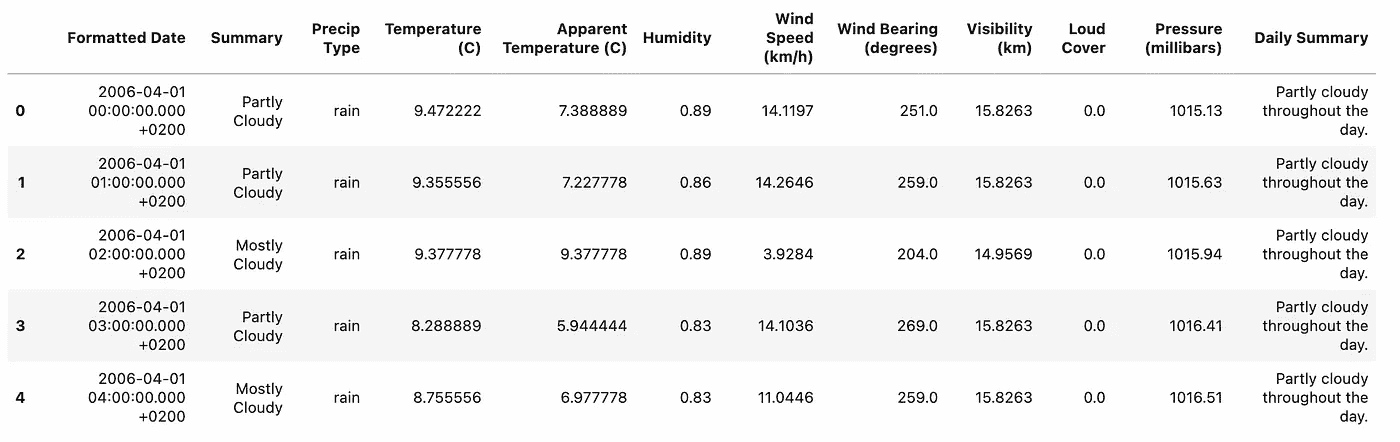 Formatted Date Summary Precip Type Temperature (C) Apparent Temperature (C) Humidity Wind Speed (km/h) Wind Bearing (degrees) Visibility (km) Loud Cover Pressure (millibars) Daily Summary
0 2006-04-01 00:00:00.000 +0200 Partly Cloudy rain 9.472222 7.388889 0.89 14.1197 251.0 15.8263 0.0 1015.13 Partly cloudy throughout the day.
1 2006-04-01 01:00:00.000 +0200 Partly Cloudy rain 9.355556 7.227778 0.86 14.2646 259.0 15.8263 0.0 1015.63 Partly cloudy throughout the day.
2 2006-04-01 02:00:00.000 +0200 Mostly Cloudy rain 9.377778 9.377778 0.89 3.9284 204.0 14.9569 0.0 1015.94 Partly cloudy throughout the day.
3 2006-04-01 03:00:00.000 +0200 Partly Cloudy rain 8.288889 5.944444 0.83 14.1036 269.0 15.8263 0.0 1016.41 Partly cloudy throughout the day.
4 2006-04-01 04:00:00.000 +0200 Mostly Cloudy rain 8.755556 6.977778 0.83 11.0446 259.0 15.8263 0.0 1016.51 Partly cloudy throughout the day.